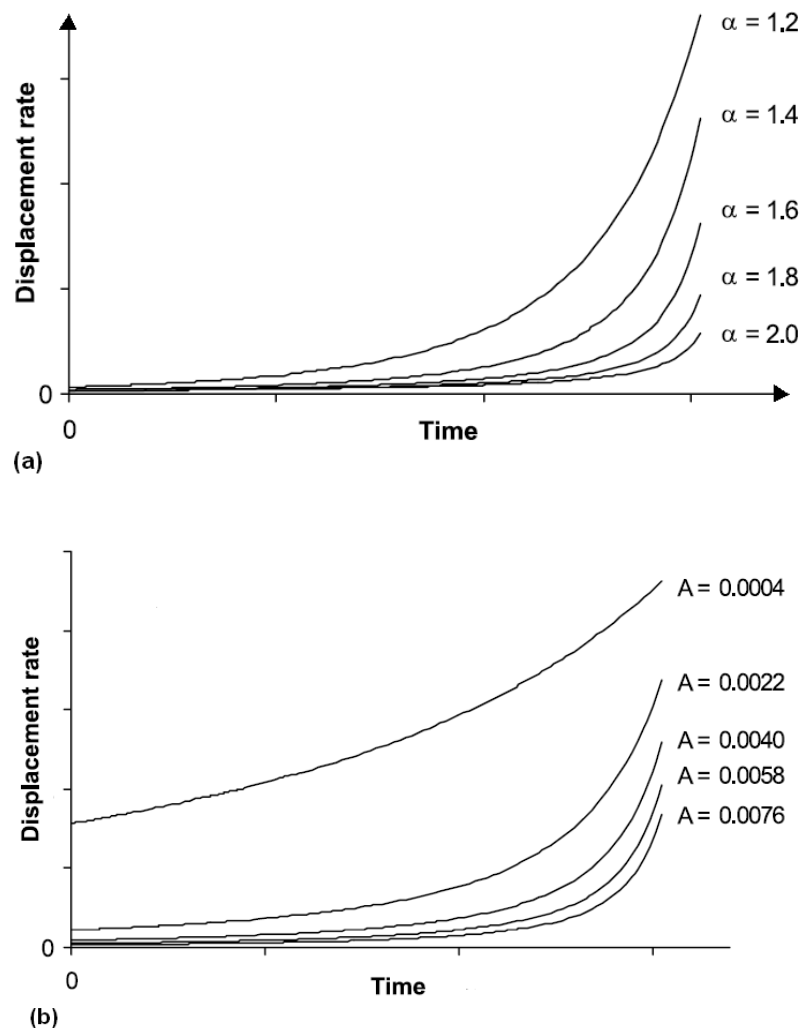 α = 1.2
α = 1.4
α = 1.6
α = 1.8
α = 2.0
Displacement rate
0
0
Time
(a)
A = 0.0004
A = 0.0022
A = 0.0040
A = 0.0058
A = 0.0076
Displacement rate
0
0
Time
(b)